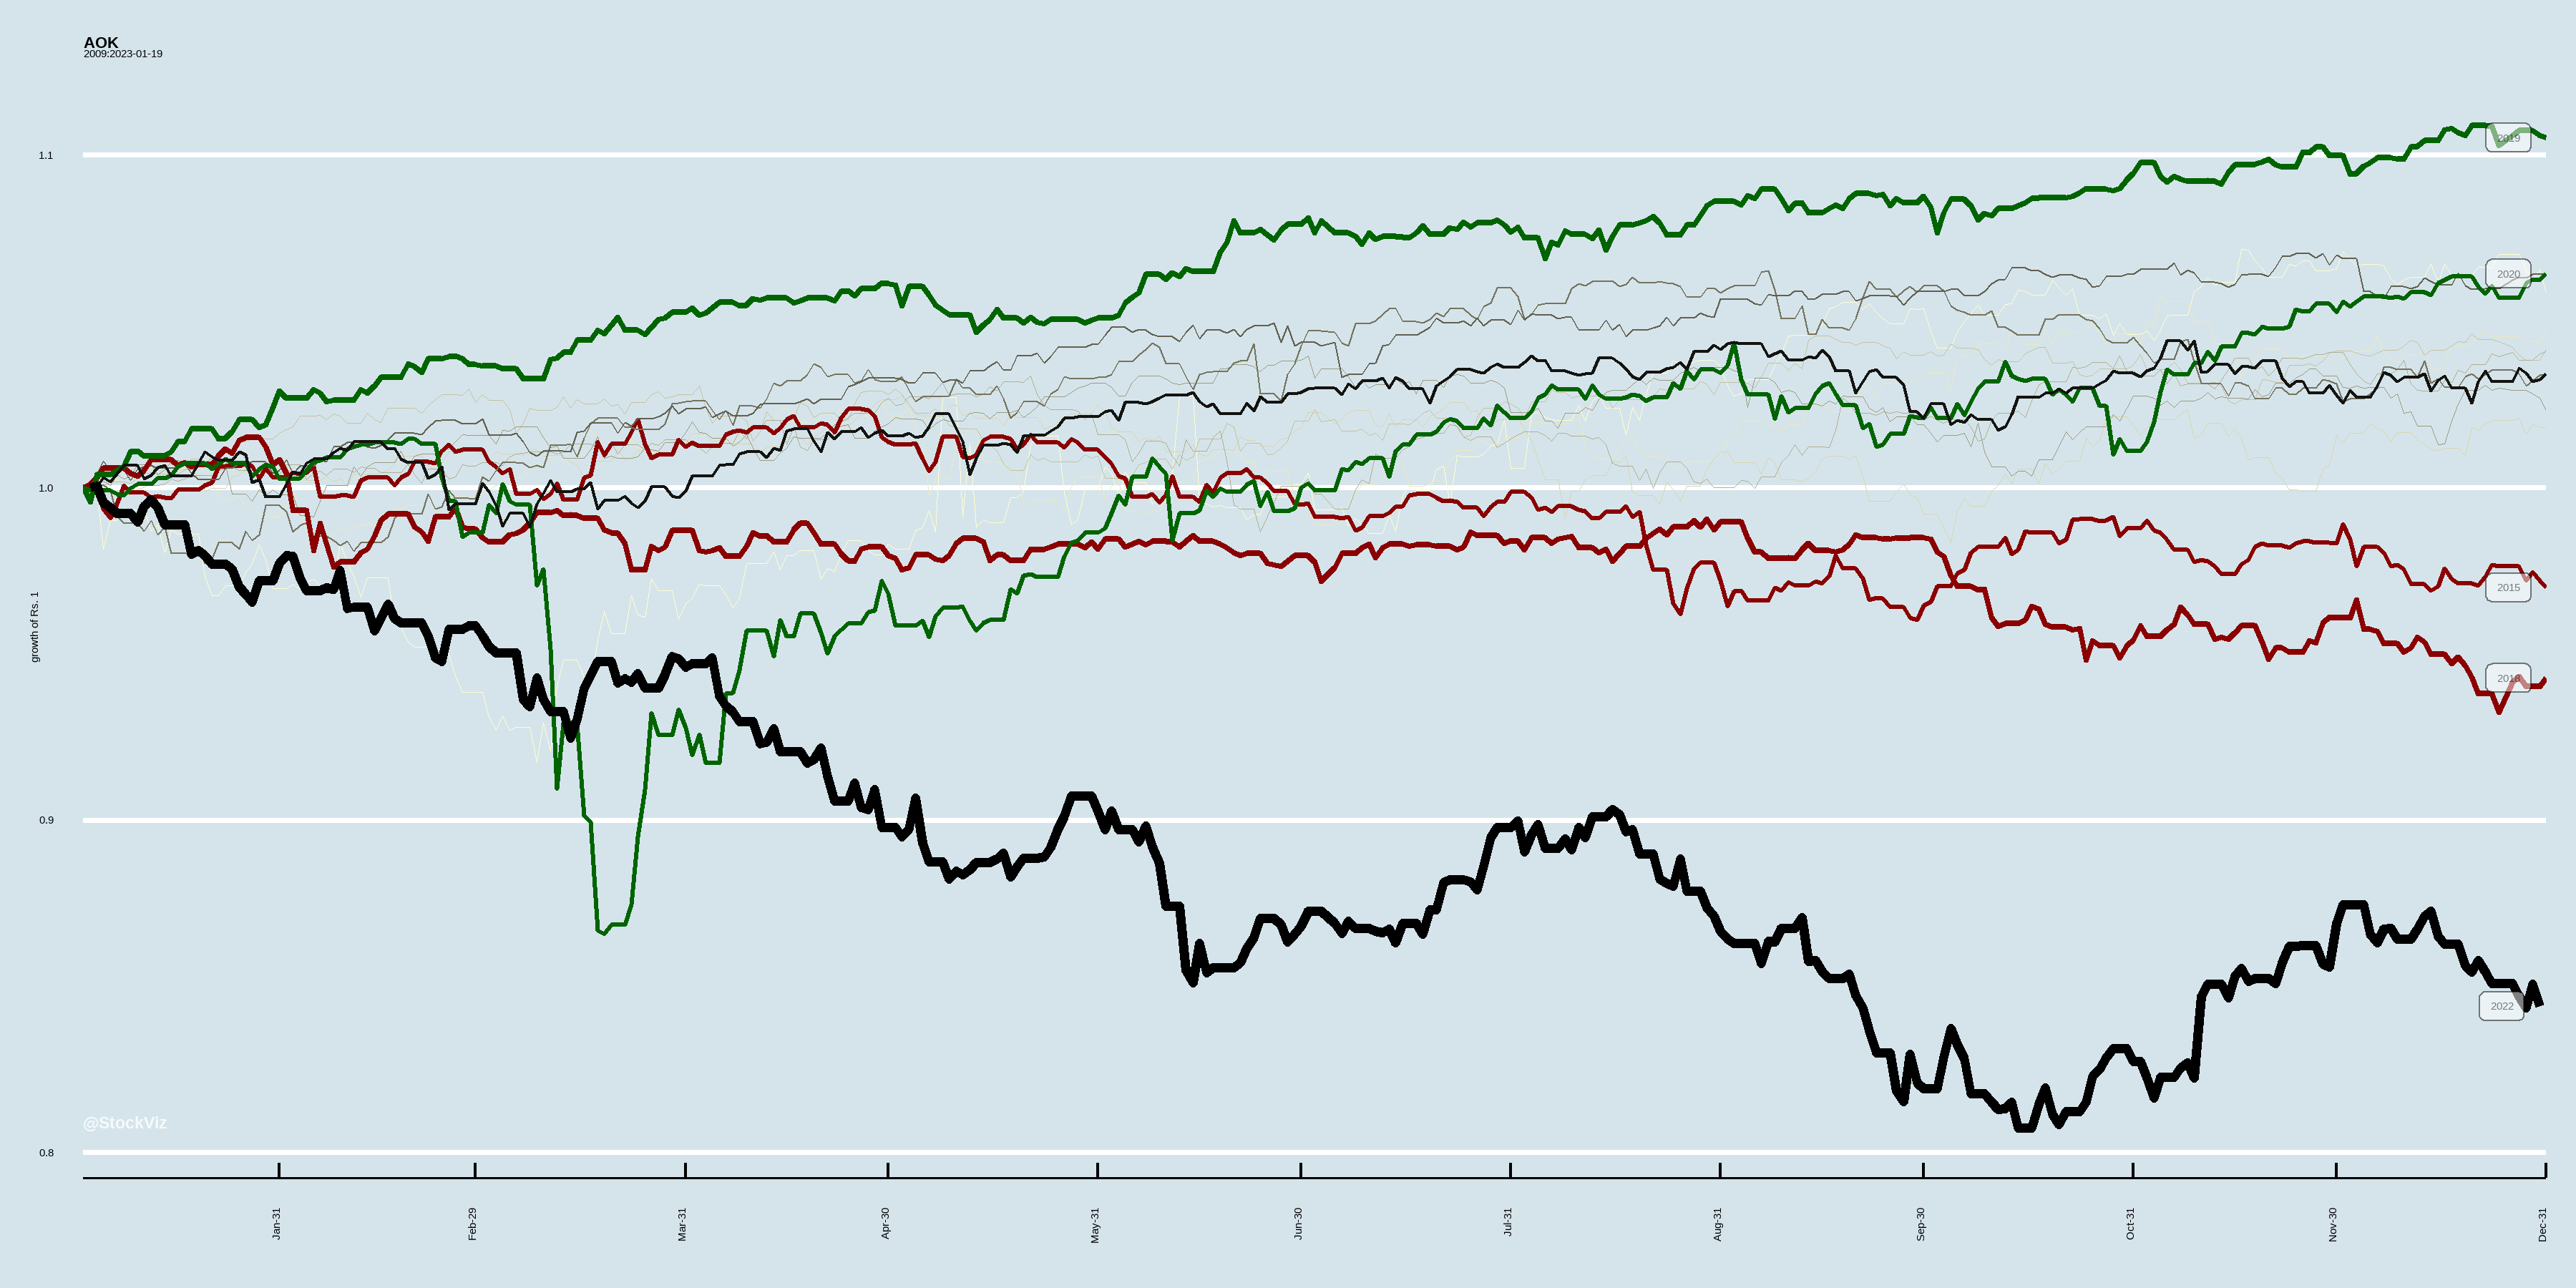 AOK
2009:2023-01-19
1.1
1.0
0.9
0.8
growth of Rs. 1
2019
2020
2015
2018
2022
@StockViz
Jan-31
Feb-29
Mar-31
Apr-30
May-31
Jun-30
Jul-31
Aug-31
Sep-30
Oct-31
Nov-30
Dec-31